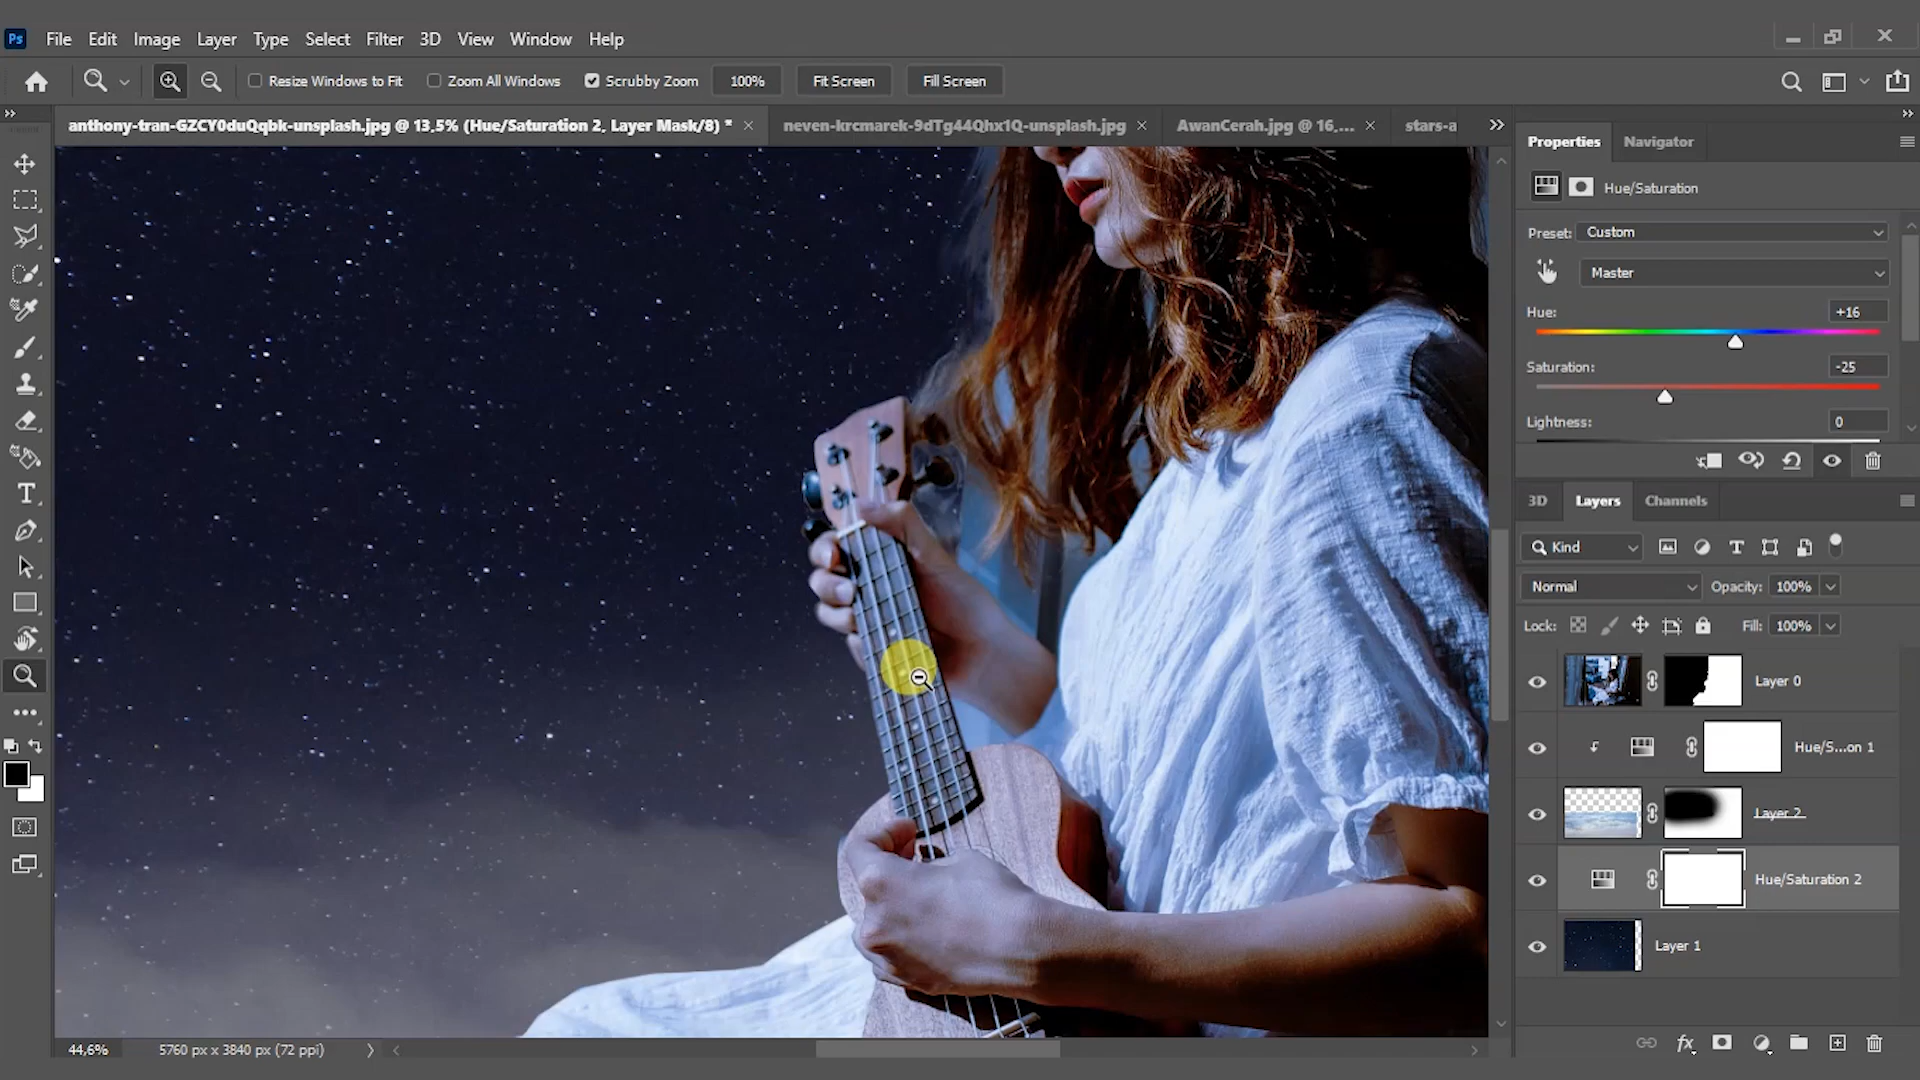 Ps File Edit Image Layer Type Select Filter 3D View Window Help
Resize Windows to Fit Zoom All Windows Scrubby Zoom 100% Fit Screen Fill Screen
anthony-tran-GZCY0duQqbk-unsplash.jpg @ 13,5% (Hue/Saturation 2, Layer Mask/8) * neven-krcmarek-9dTg44Qhx1Q-unsplash.jpg AwanCerah.jpg @ 16,... stars-a
Properties Navigator
Hue/Saturation
Preset: Custom
Master
Hue: +16
Saturation: -25
Lightness: 0
3D Layers Channels
Kind
Normal Opacity: 100%
Lock: Fill: 100%
Layer 0
Hue/S...on 1
Layer 2
Hue/Saturation 2
Layer 1
44,6% 5760 px x 3840 px (72 ppi)
fx